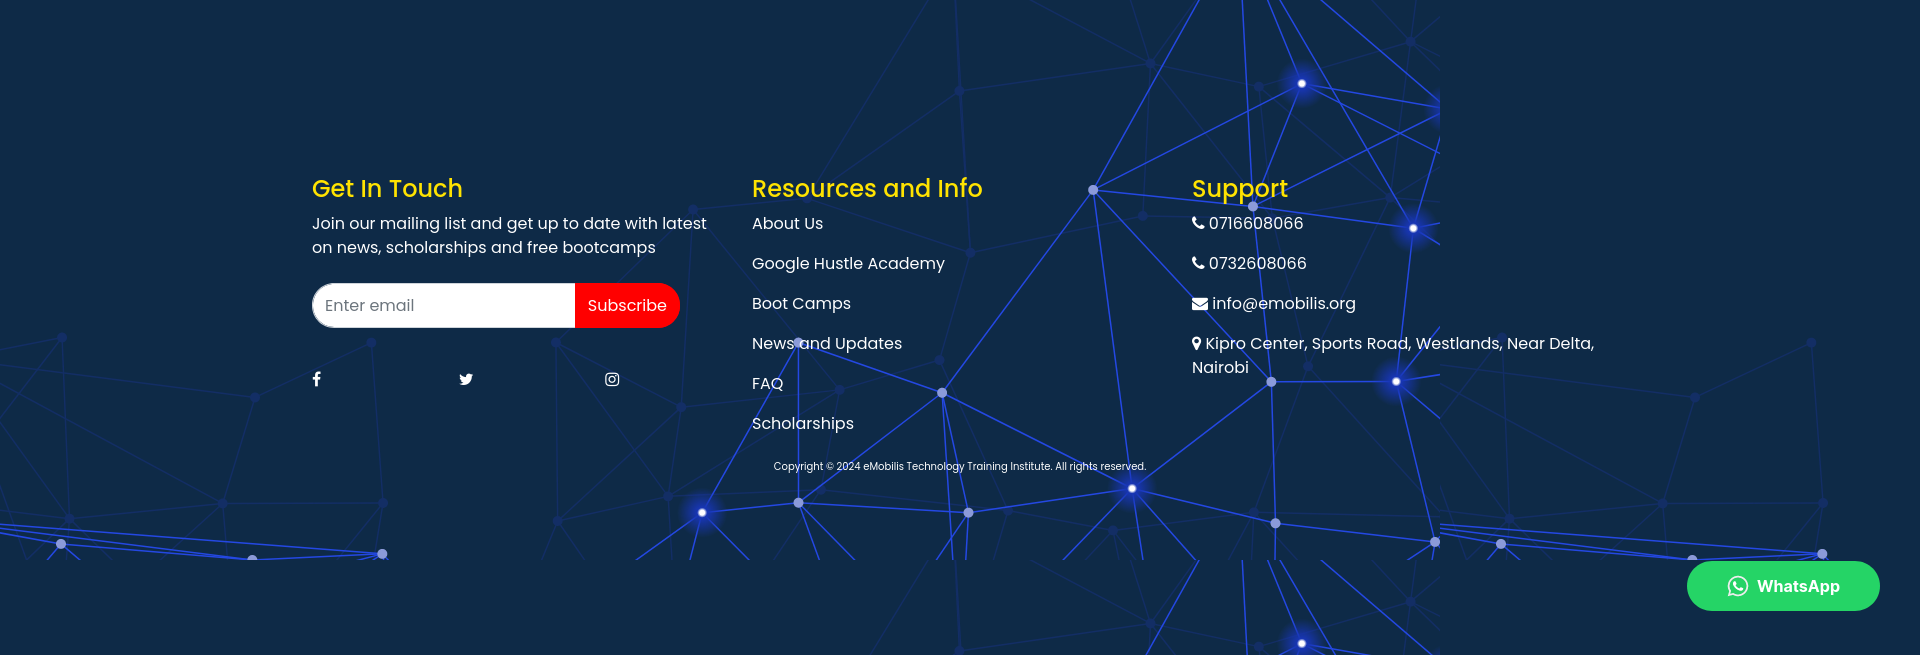 Get In Touch
Join our mailing list and get up to date with latest
on news, scholarships and free bootcamps
Enter email
Subscribe
Resources and Info
About Us
Google Hustle Academy
Boot Camps
News and Updates
FAQ
Scholarships
Support
0716608066
0732608066
info@emobilis.org
Kipro Center, Sports Road, Westlands, Near Delta,
Nairobi
Copyright © 2024 eMobilis Technology Training Institute. All rights reserved.
WhatsApp